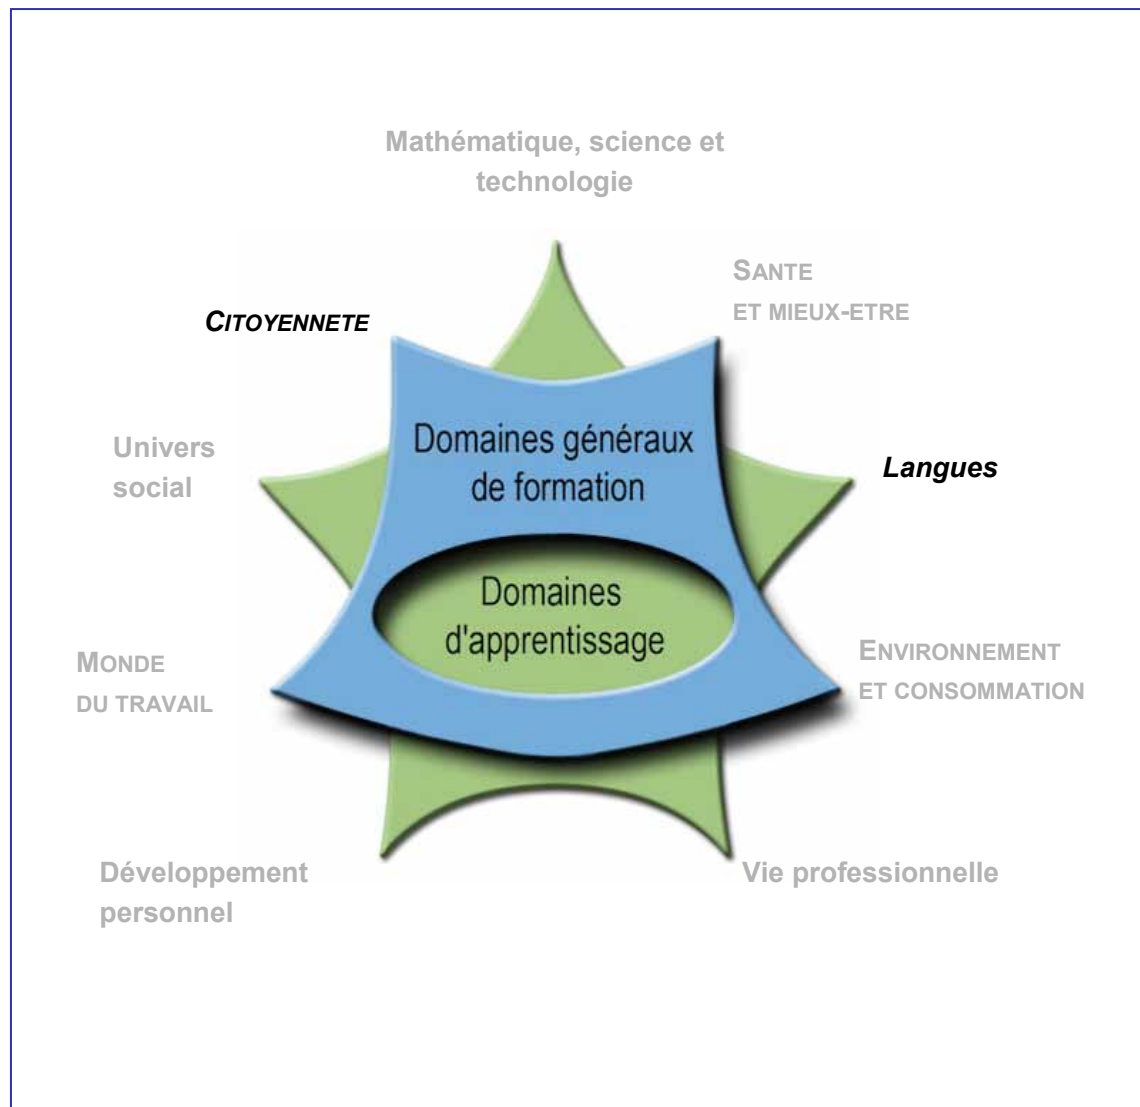 Mathématique, science et
technologie
SANTE
ET MIEUX-ETRE
CITOYENNETE
Domaines généraux
de formation
Univers
social
Langues
Domaines
d'apprentissage
MONDE
DU TRAVAIL
ENVIRONNEMENT
ET CONSOMMATION
Développement
personnel
Vie professionnelle